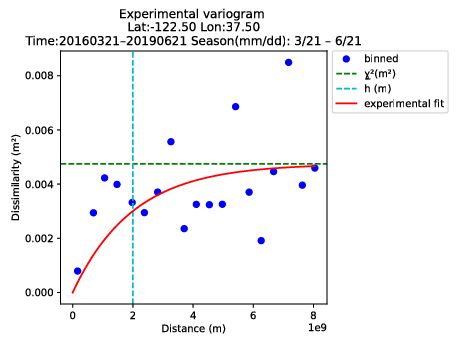 Experimental variogram
Lat:-122.50 Lon:37.50
Time:20160321–20190621 Season(mm/dd): 3/21 – 6/21
0.008
0.006
0.004
0.002
0.000
Dissimilarity (m²)
0
2
4
6
8
1e9
Distance (m)
binned
χ²(m²)
h (m)
experimental fit